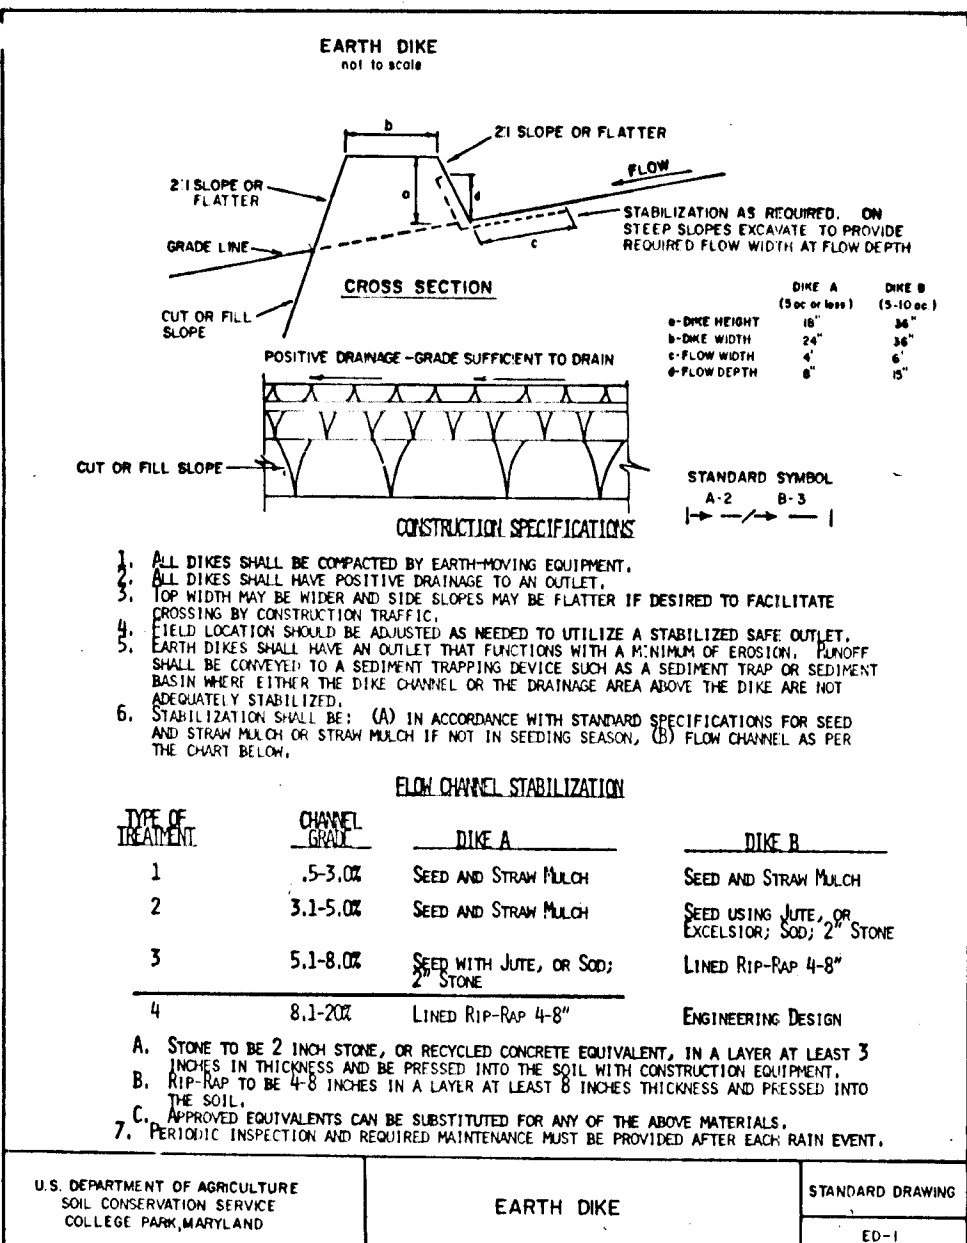 EARTH DIKE
not to scale
b
2:1 SLOPE OR FLATTER
FLOW
2:1 SLOPE OR
FLATTER
a
d
STABILIZATION AS REQUIRED. ON
STEEP SLOPES EXCAVATE TO PROVIDE
REQUIRED FLOW WIDTH AT FLOW DEPTH
GRADE LINE
c
CROSS SECTION
CUT OR FILL
SLOPE
DIKE A DIKE B
(5 ac or less) (5-10 ac)
a-DIKE HEIGHT 18" 36"
b-DIKE WIDTH 24" 36"
c-FLOW WIDTH 4' 6'
d-FLOW DEPTH 8" 15"
POSITIVE DRAINAGE-GRADE SUFFICIENT TO DRAIN
CUT OR FILL SLOPE
STANDARD SYMBOL
A-2 B-3
CONSTRUCTION SPECIFICATIONS
1. ALL DIKES SHALL BE COMPACTED BY EARTH-MOVING EQUIPMENT.
2. ALL DIKES SHALL HAVE POSITIVE DRAINAGE TO AN OUTLET.
3. TOP WIDTH MAY BE WIDER AND SIDE SLOPES MAY BE FLATTER IF DESIRED TO FACILITATE
CROSSING BY CONSTRUCTION TRAFFIC.
4. FIELD LOCATION SHOULD BE ADJUSTED AS NEEDED TO UTILIZE A STABILIZED SAFE OUTLET.
5. EARTH DIKES SHALL HAVE AN OUTLET THAT FUNCTIONS WITH A MINIMUM OF EROSION. RUNOFF
SHALL BE CONVEYED TO A SEDIMENT TRAPPING DEVICE SUCH AS A SEDIMENT TRAP OR SEDIMENT
BASIN WHERE EITHER THE DIKE CHANNEL OR THE DRAINAGE AREA ABOVE THE DIKE ARE NOT
ADEQUATELY STABILIZED.
6. STABILIZATION SHALL BE: (A) IN ACCORDANCE WITH STANDARD SPECIFICATIONS FOR SEED
AND STRAW MULCH OR STRAW MULCH IF NOT IN SEEDING SEASON, (B) FLOW CHANNEL AS PER
THE CHART BELOW.
FLOW CHANNEL STABILIZATION
TYPE OF CHANNEL
TREATMENT GRADE DIKE A DIKE B
1 .5-3.0% SEED AND STRAW MULCH SEED AND STRAW MULCH
2 3.1-5.0% SEED AND STRAW MULCH SEED USING JUTE, OR
EXCELSIOR; SOD; 2" STONE
3 5.1-8.0% SEED WITH JUTE, OR SOD; LINED RIP-RAP 4-8"
2" STONE
4 8.1-20% LINED RIP-RAP 4-8" ENGINEERING DESIGN
A. STONE TO BE 2 INCH STONE, OR RECYCLED CONCRETE EQUIVALENT, IN A LAYER AT LEAST 3
INCHES IN THICKNESS AND BE PRESSED INTO THE SOIL WITH CONSTRUCTION EQUIPMENT.
B. RIP-RAP TO BE 4-8 INCHES IN A LAYER AT LEAST 8 INCHES THICKNESS AND PRESSED INTO
THE SOIL.
C. APPROVED EQUIVALENTS CAN BE SUBSTITUTED FOR ANY OF THE ABOVE MATERIALS.
7. PERIODIC INSPECTION AND REQUIRED MAINTENANCE MUST BE PROVIDED AFTER EACH RAIN EVENT.
U.S. DEPARTMENT OF AGRICULTURE
SOIL CONSERVATION SERVICE
COLLEGE PARK, MARYLAND
EARTH DIKE
STANDARD DRAWING
ED-1